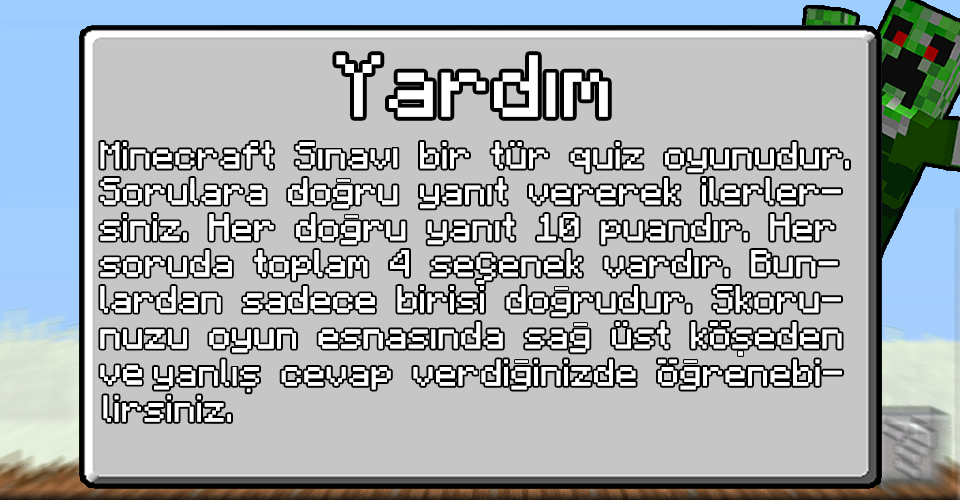 Yardım
Minecraft Sınavı bir tür quiz oyunudur.
Sorulara doğru yanıt vererek ilerler-
siniz. Her doğru yanıt 10 puandır. Her
soruda toplam 4 seçenek vardır. Bun-
lardan sadece birisi doğrudur. Skoru-
nuzu oyun esnasında sağ üst köşeden
ve yanlış cevap verdiğinizde öğrenebi-
lirsiniz.